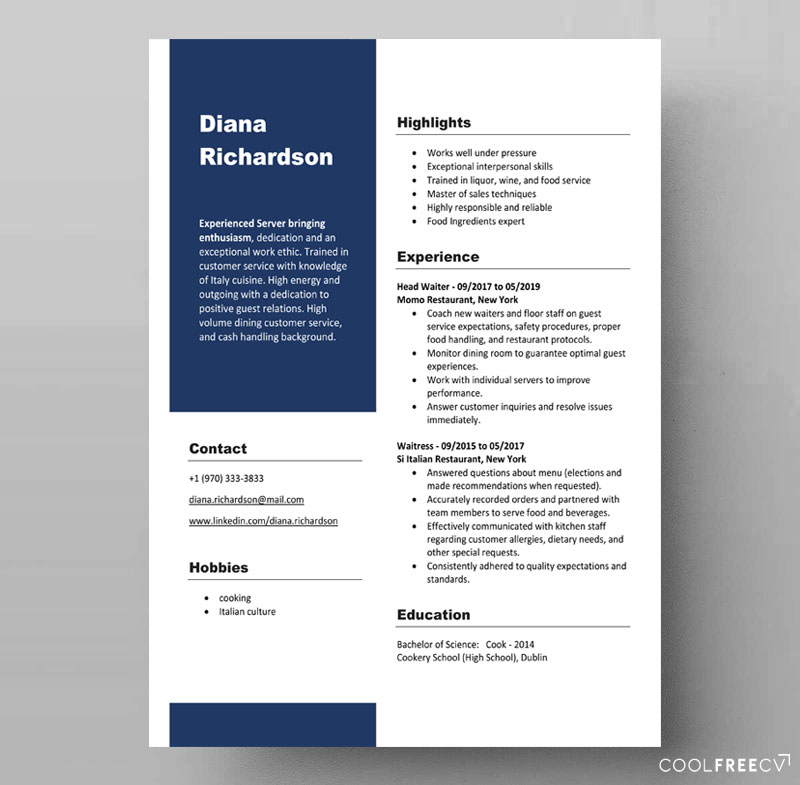 Diana
Richardson
Experienced Server bringing
enthusiasm, dedication and an
exceptional work ethic. Trained in
customer service with knowledge
of Italy cuisine. High energy and
outgoing with a dedication to
positive guest relations. High
volume dining customer service,
and cash handling background.
Contact
+1 (970) 333-3833
diana.richardson@mail.com
www.linkedin.com/diana.richardson
Hobbies
• cooking
• Italian culture
Highlights
• Works well under pressure
• Exceptional interpersonal skills
• Trained in liquor, wine, and food service
• Master of sales techniques
• Highly responsible and reliable
• Food Ingredients expert
Experience
Head Waiter - 09/2017 to 05/2019
Momo Restaurant, New York
• Coach new waiters and floor staff on guest
service expectations, safety procedures, proper
food handling, and restaurant protocols.
• Monitor dining room to guarantee optimal guest
experiences.
• Work with individual servers to improve
performance.
• Answer customer inquiries and resolve issues
immediately.
Waitress - 09/2015 to 05/2017
Si Italian Restaurant, New York
• Answered questions about menu (elections and
made recommendations when requested).
• Accurately recorded orders and partnered with
team members to serve food and beverages.
• Effectively communicated with kitchen staff
regarding customer allergies, dietary needs, and
other special requests.
• Consistently adhered to quality expectations and
standards.
Education
Bachelor of Science: Cook - 2014
Cookery School (High School), Dublin
COOLFREECV